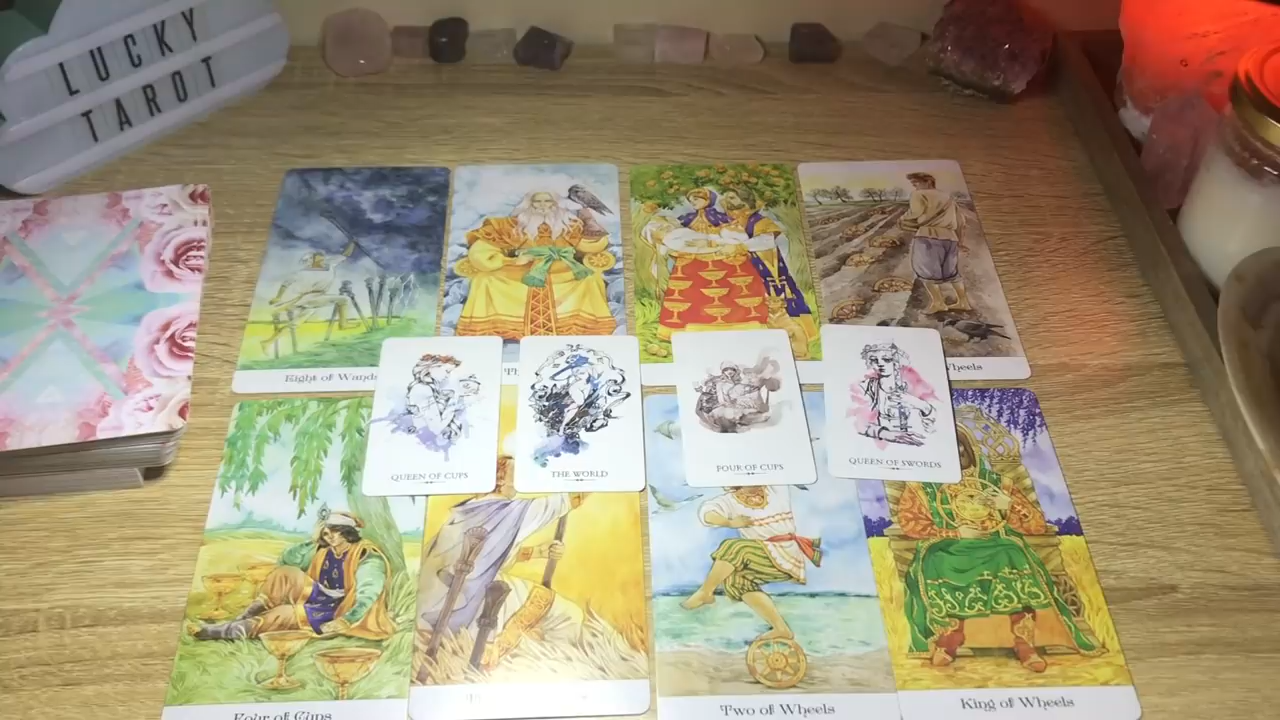 LUCKY
TAROT
Eight of Wands
Th
Wheels
QUEEN OF CUPS
THE WORLD
FOUR OF CUPS
QUEEN OF SWORDS
Four of Cups
Two of Wheels
King of Wheels